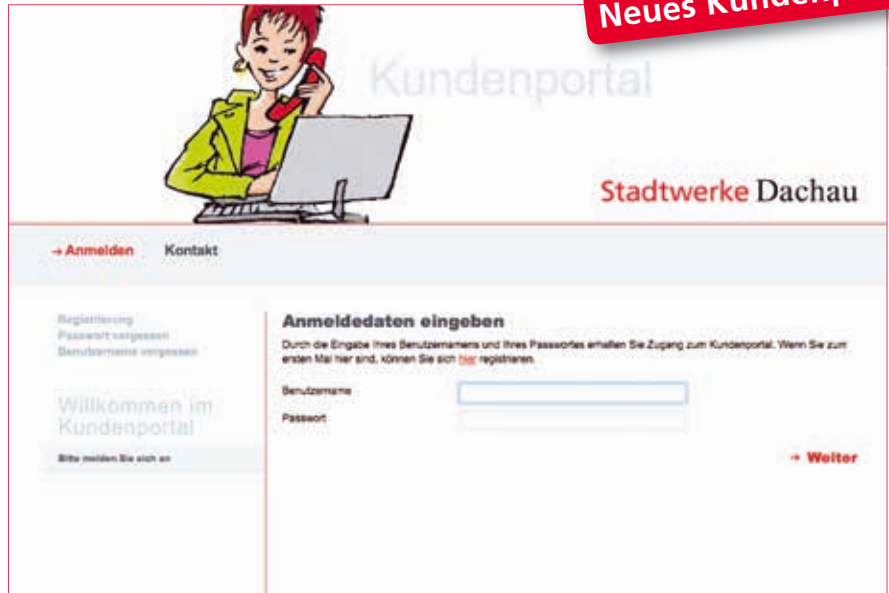 Neues
Kundenportal
Stadtwerke Dachau
→ Anmelden Kontakt
Registrierung
Passwort vergessen
Benutzername vergessen
Willkommen im
Kundenportal
Bitte melden Sie sich an
Anmeldedaten eingeben
Durch die Eingabe Ihres Benutzernamens und Ihres Passwortes erhalten Sie Zugang zum Kundenportal. Wenn Sie zum
ersten Mal hier sind, können Sie sich hier registrieren.
Benutzername
Passwort
→ Weiter